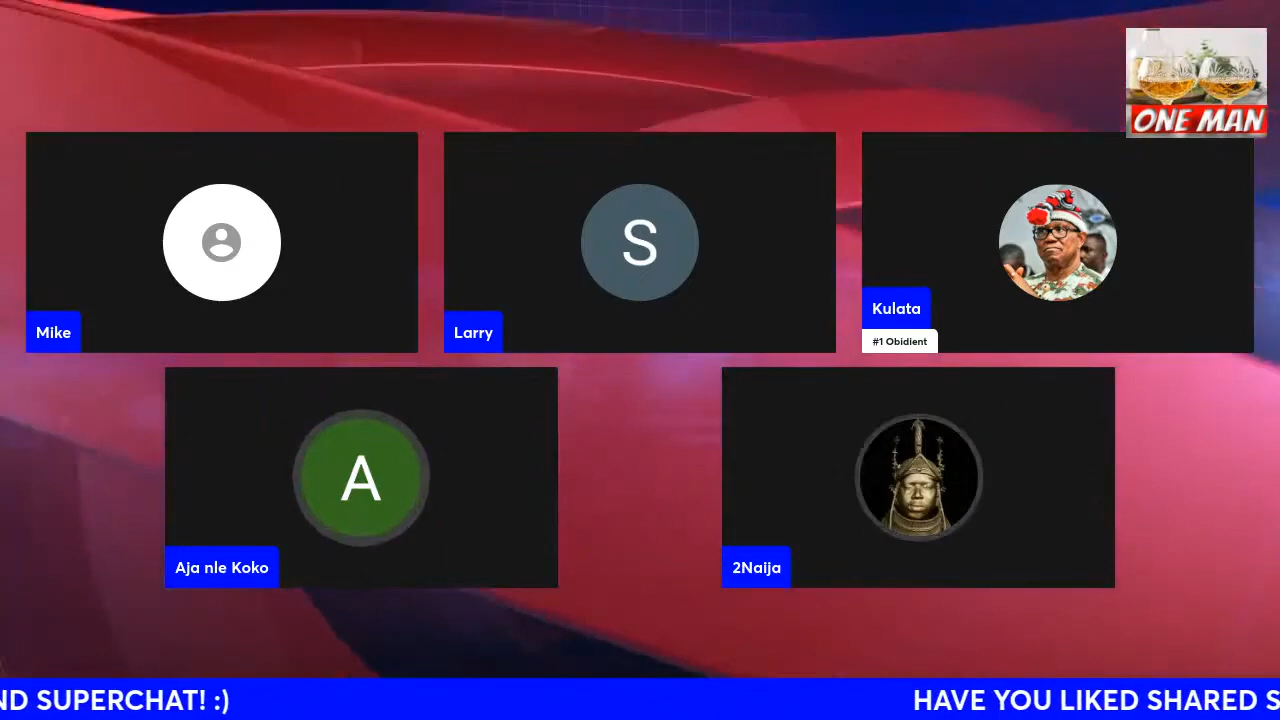 ONE MAN
S
Mike
Larry
Kulata
#1 Obidient
A
Aja nle Koko
2Naija
ND SUPERCHAT! :)
HAVE YOU LIKED SHARED S